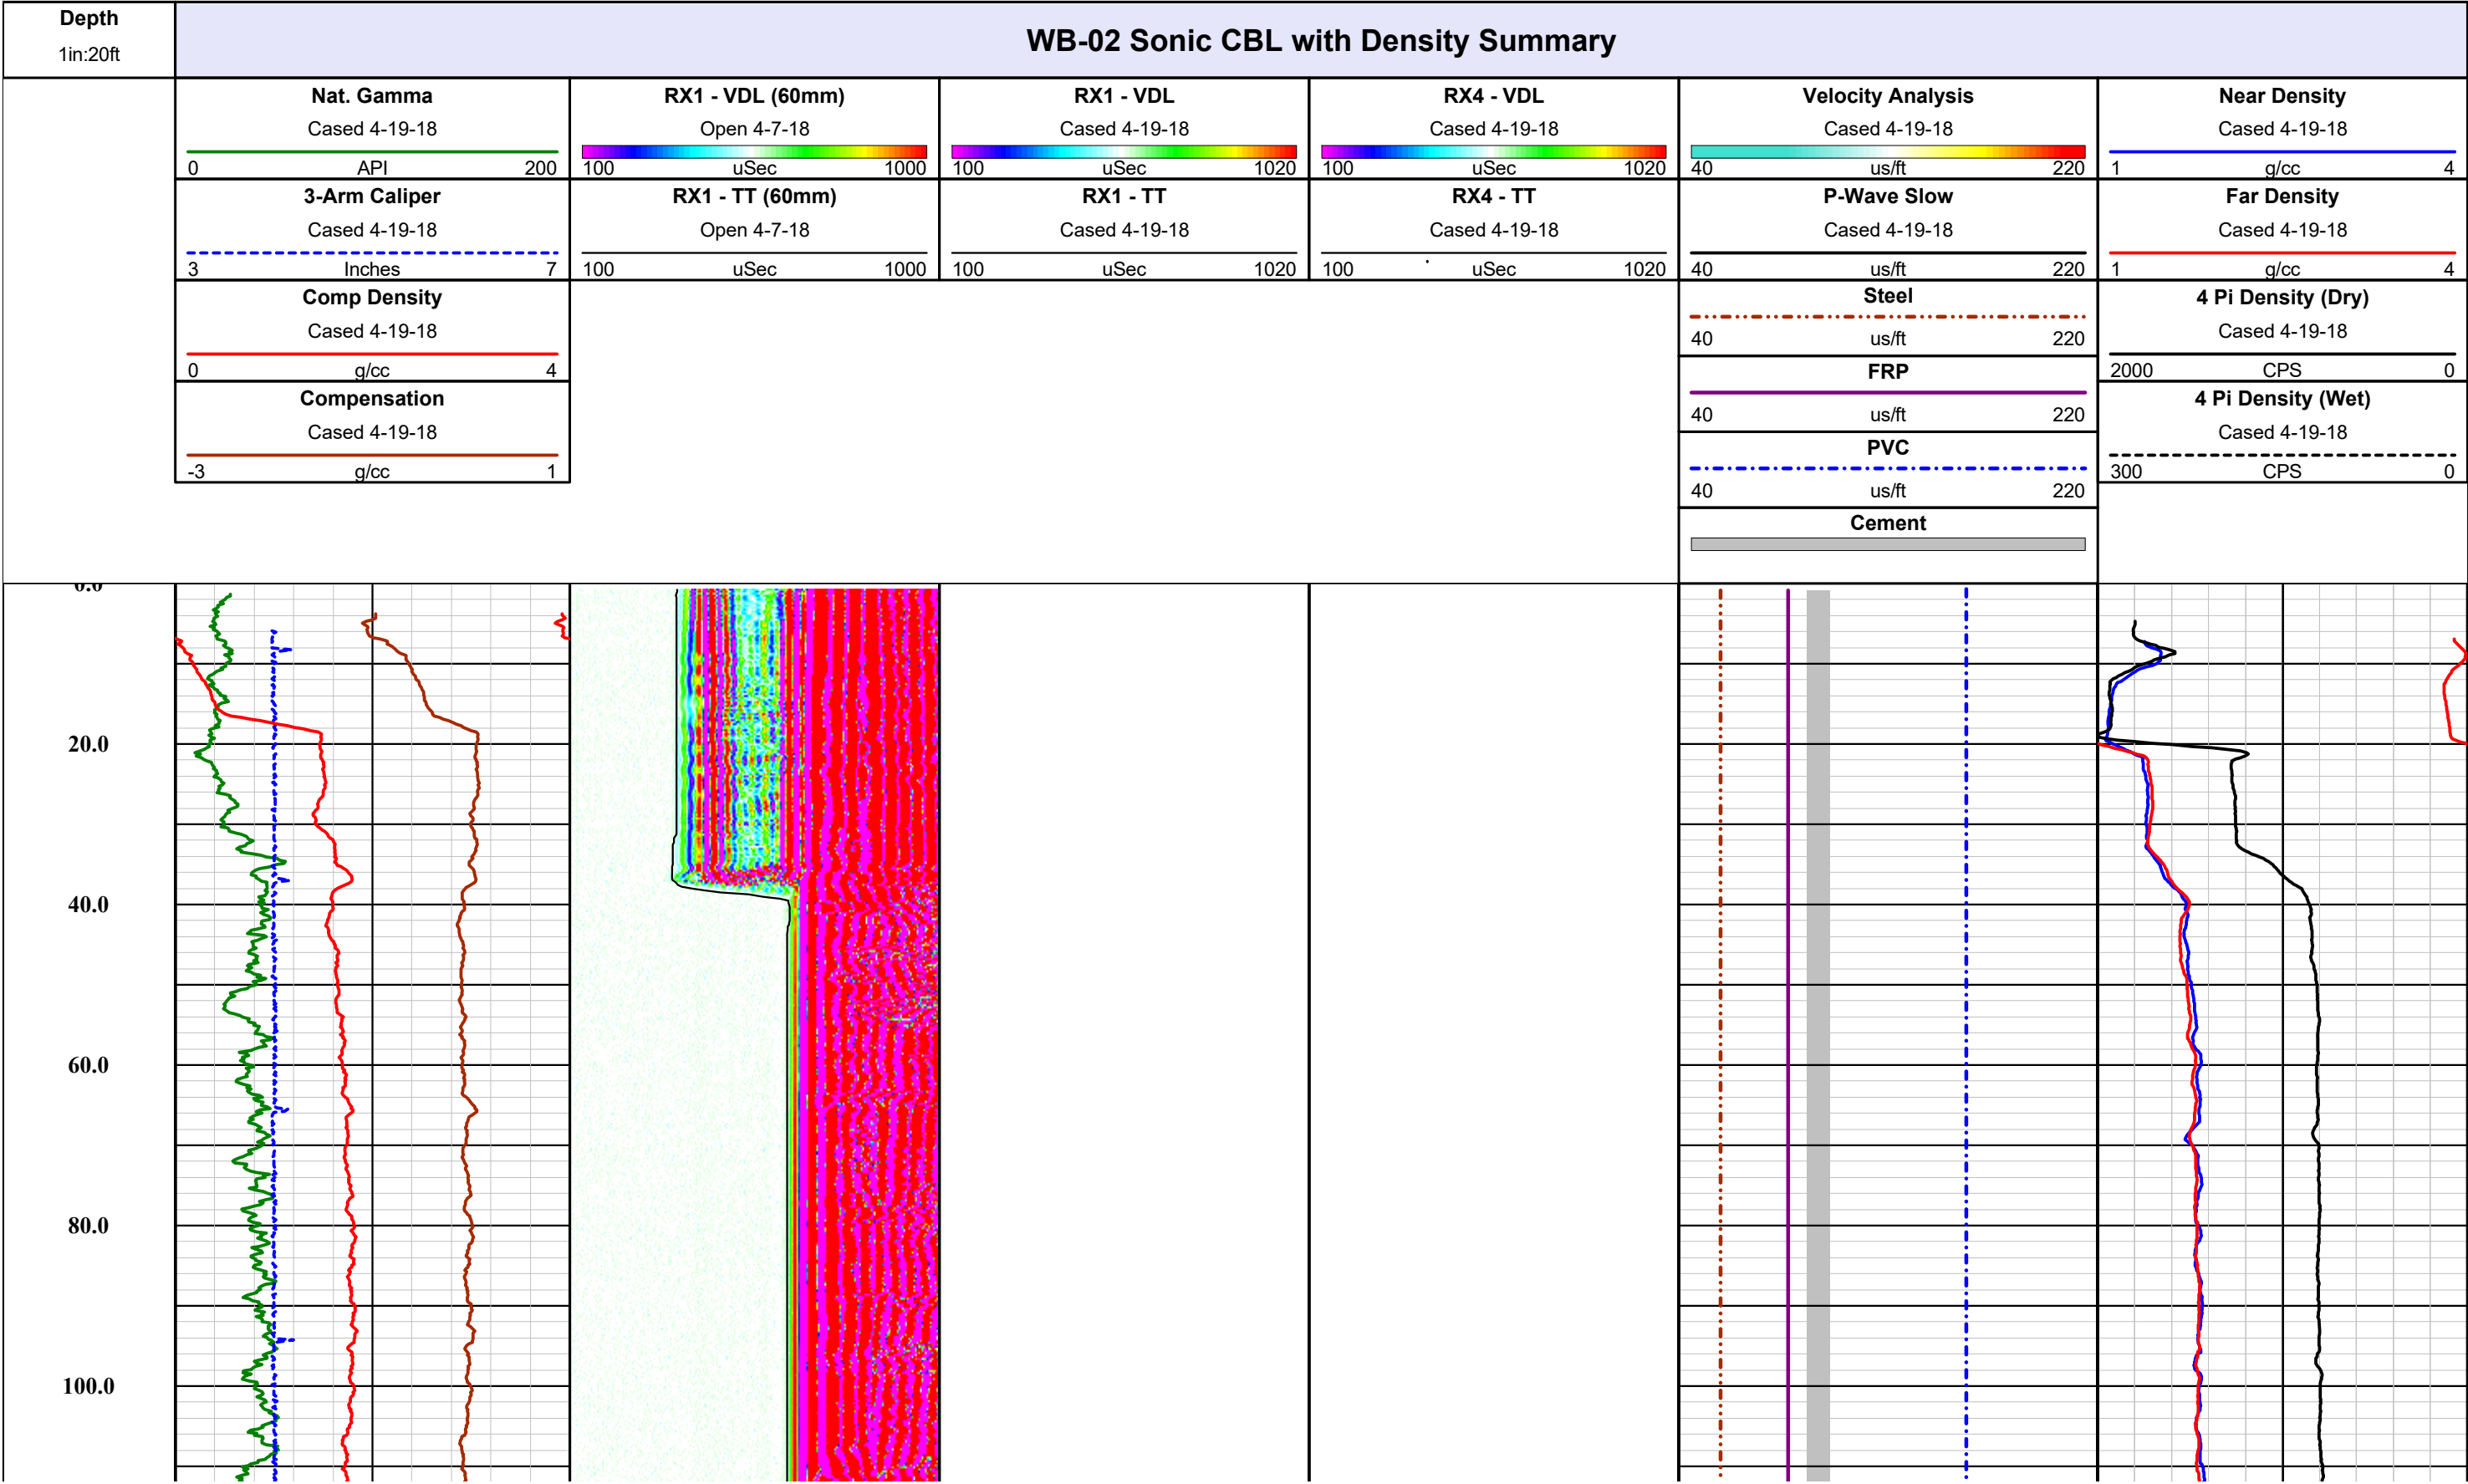 Depth
1in:20ft
WB-02 Sonic CBL with Density Summary
Nat. Gamma
Cased 4-19-18
0 API 200
3-Arm Caliper
Cased 4-19-18
3 Inches 7
Comp Density
Cased 4-19-18
0 g/cc 4
Compensation
Cased 4-19-18
-3 g/cc 1
RX1 - VDL (60mm)
Open 4-7-18
100 uSec 1000
RX1 - TT (60mm)
Open 4-7-18
100 uSec 1000
RX1 - VDL
Cased 4-19-18
100 uSec 1020
RX1 - TT
Cased 4-19-18
100 uSec 1020
RX4 - VDL
Cased 4-19-18
100 uSec 1020
RX4 - TT
Cased 4-19-18
100 uSec 1020
Velocity Analysis
Cased 4-19-18
40 us/ft 220
P-Wave Slow
Cased 4-19-18
40 us/ft 220
Steel
40 us/ft 220
FRP
40 us/ft 220
PVC
40 us/ft 220
Cement
Near Density
Cased 4-19-18
1 g/cc 4
Far Density
Cased 4-19-18
1 g/cc 4
4 Pi Density (Dry)
Cased 4-19-18
2000 CPS 0
4 Pi Density (Wet)
Cased 4-19-18
300 CPS 0
0.0
20.0
40.0
60.0
80.0
100.0